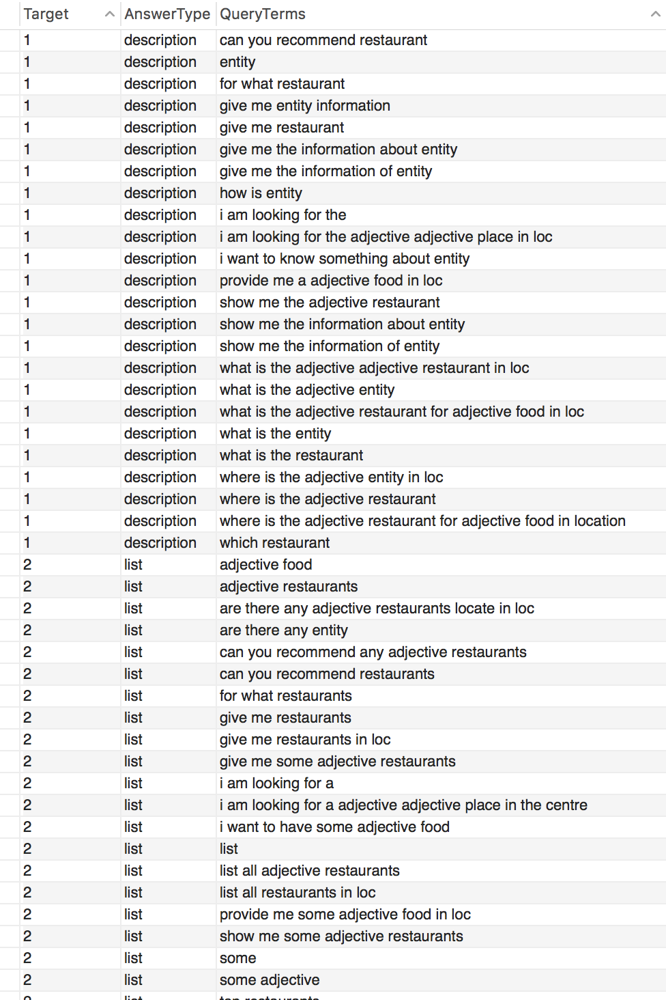 Target AnswerType QueryTerms
1 description can you recommend restaurant
1 description entity
1 description for what restaurant
1 description give me entity information
1 description give me restaurant
1 description give me the information about entity
1 description give me the information of entity
1 description how is entity
1 description i am looking for the
1 description i am looking for the adjective adjective place in loc
1 description i want to know something about entity
1 description provide me a adjective food in loc
1 description show me the adjective restaurant
1 description show me the information about entity
1 description show me the information of entity
1 description what is the adjective adjective restaurant in loc
1 description what is the adjective entity
1 description what is the adjective restaurant for adjective food in loc
1 description what is the entity
1 description what is the restaurant
1 description where is the adjective entity in loc
1 description where is the adjective restaurant
1 description where is the adjective restaurant for adjective food in location
1 description which restaurant
2 list adjective food
2 list adjective restaurants
2 list are there any adjective restaurants locate in loc
2 list are there any entity
2 list can you recommend any adjective restaurants
2 list can you recommend restaurants
2 list for what restaurants
2 list give me restaurants
2 list give me restaurants in loc
2 list give me some adjective restaurants
2 list i am looking for a
2 list i am looking for a adjective adjective place in the centre
2 list i want to have some adjective food
2 list list
2 list list all adjective restaurants
2 list list all restaurants in loc
2 list provide me some adjective food in loc
2 list show me some adjective restaurants
2 list some
2 list some adjective
2 list top restaurants